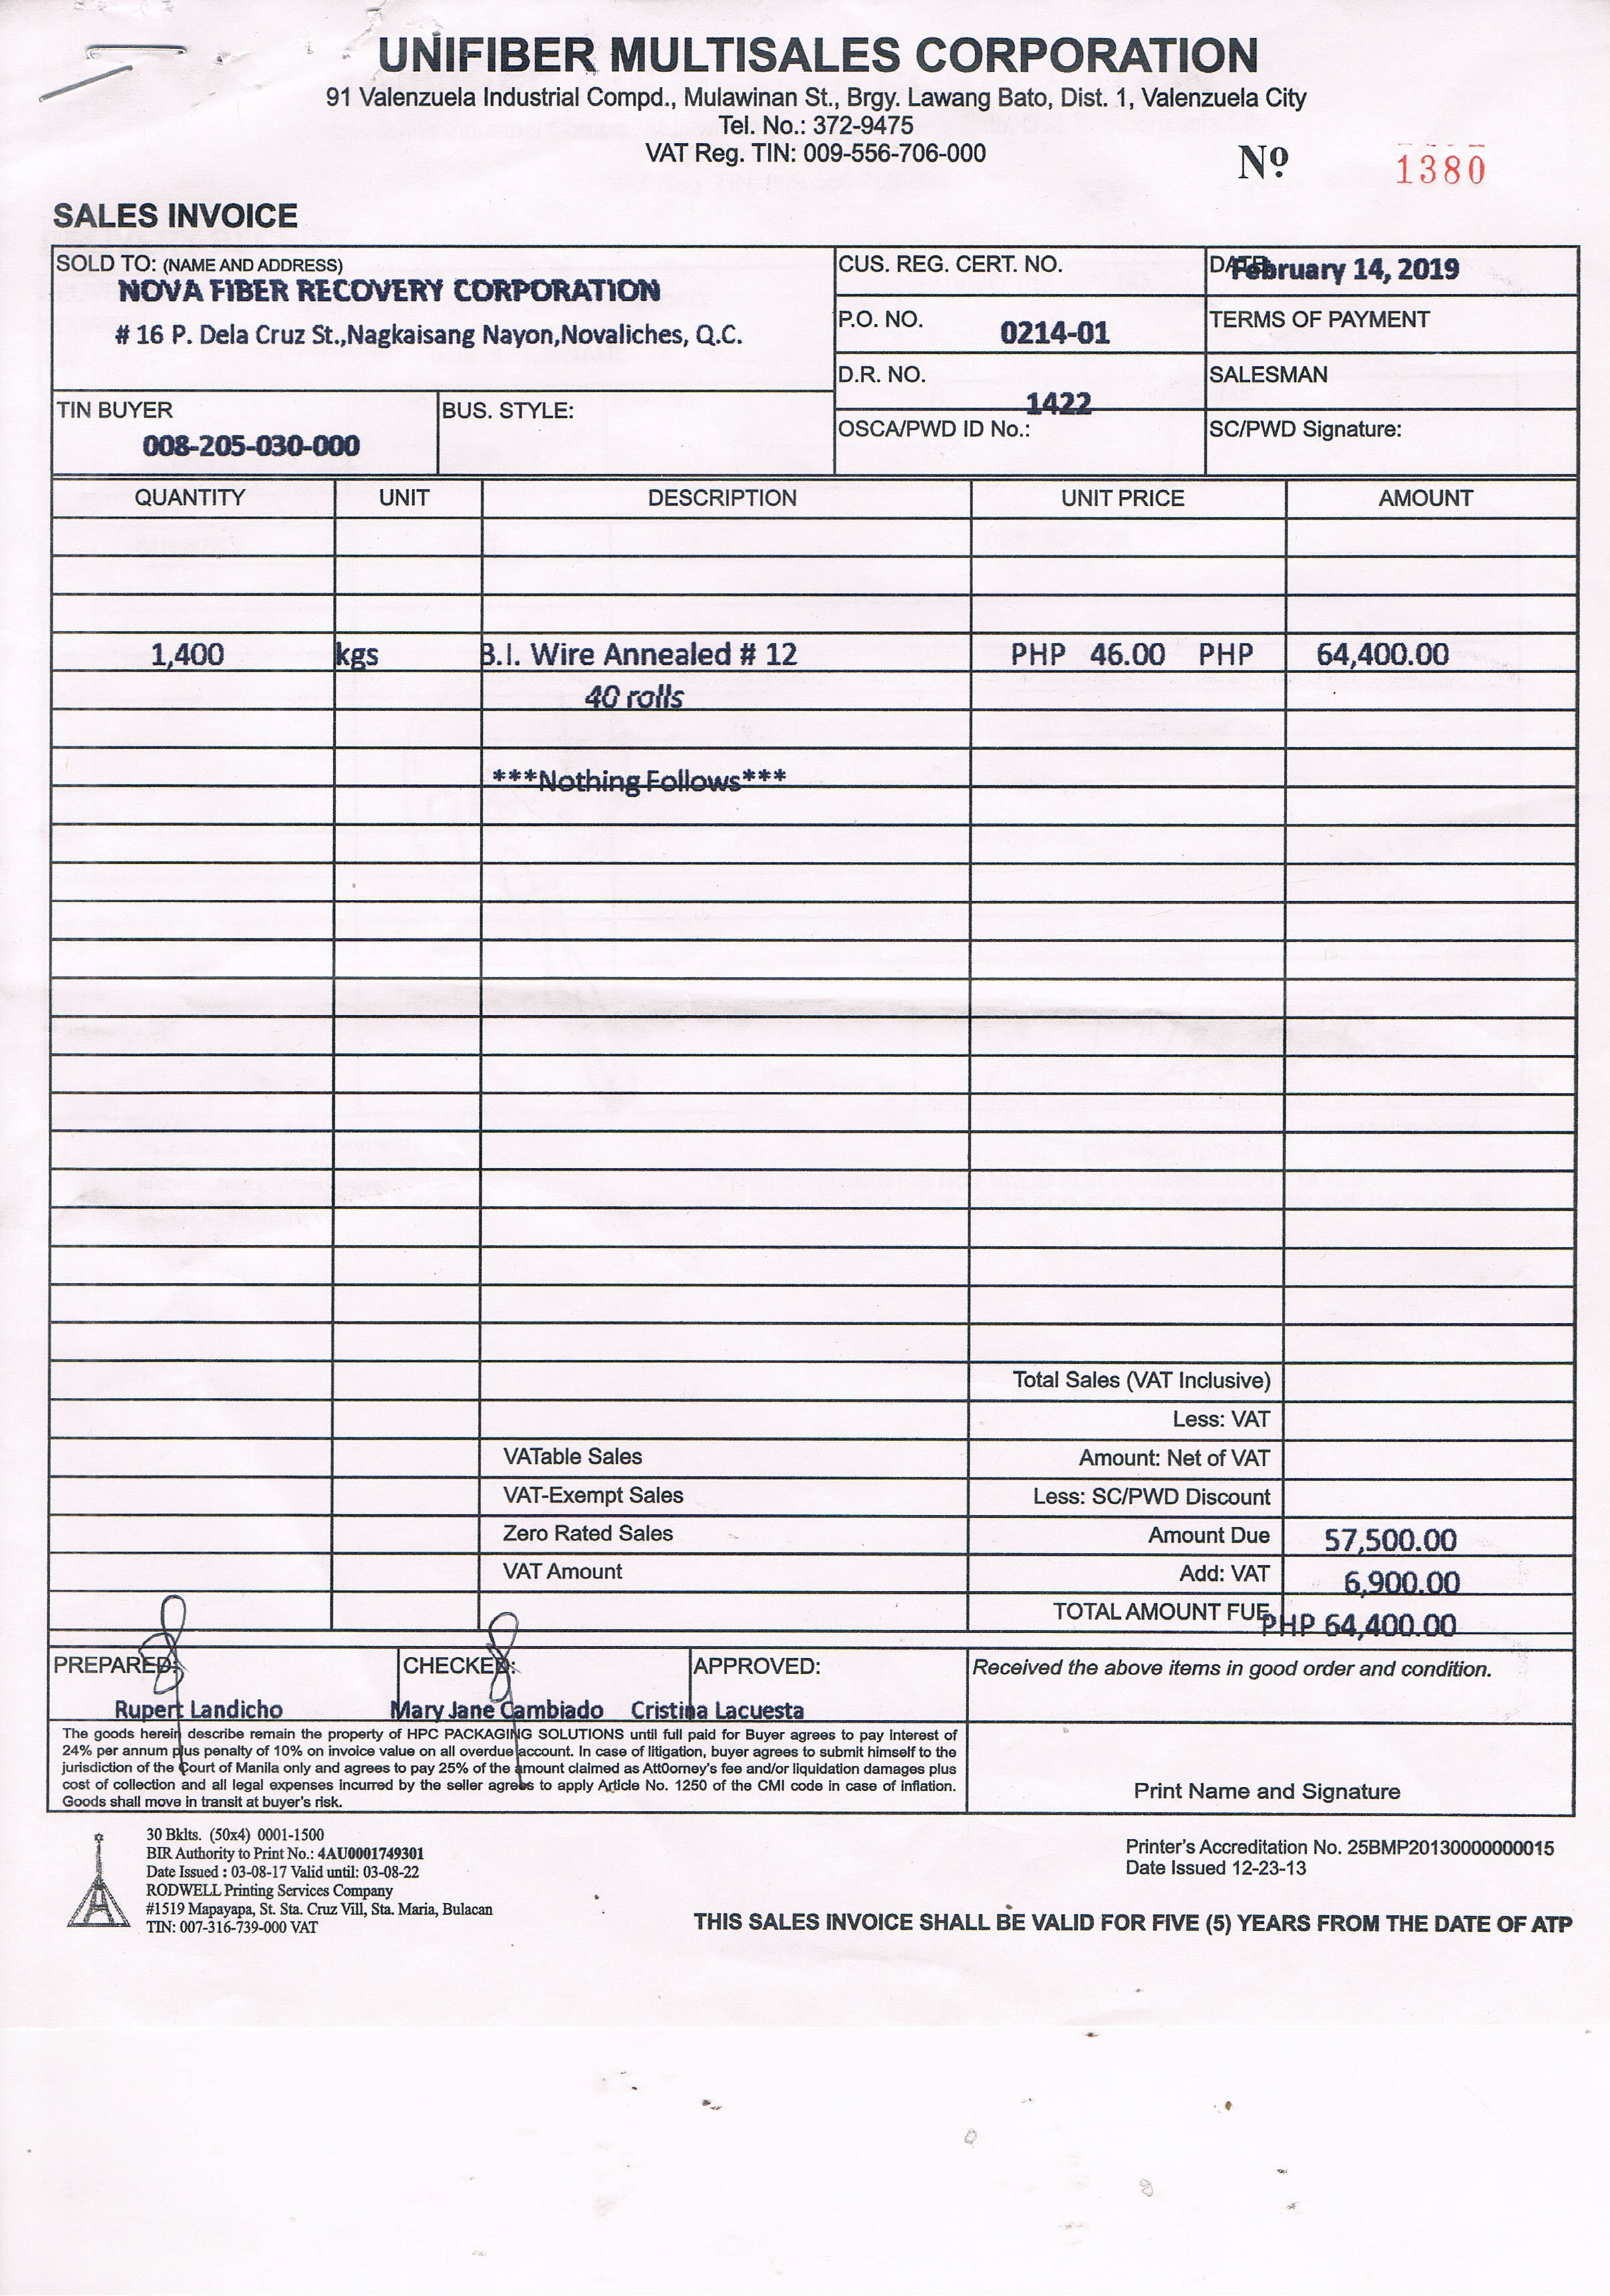 UNIFIBER MULTISALES CORPORATION
91 Valenzuela Industrial Compd., Mulawinan St., Brgy. Lawang Bato, Dist. 1, Valenzuela City
Tel. No.: 372-9475
VAT Reg. TIN: 009-556-706-000
Nº 1380
SALES INVOICE
SOLD TO: (NAME AND ADDRESS)
NOVA FIBER RECOVERY CORPORATION
# 16 P. Dela Cruz St.,Nagkaisang Nayon,Novaliches, Q.C.
CUS. REG. CERT. NO.
DATE
February 14, 2019
P.O. NO.
0214-01
TERMS OF PAYMENT
D.R. NO.
1422
SALESMAN
TIN BUYER
008-205-030-000
BUS. STYLE:
OSCA/PWD ID No.:
SC/PWD Signature:
QUANTITY UNIT DESCRIPTION UNIT PRICE AMOUNT
1,400 kgs B.I. Wire Annealed # 12 PHP 46.00 PHP 64,400.00
40 rolls
***Nothing Follows***
Total Sales (VAT Inclusive)
Less: VAT
VATable Sales Amount: Net of VAT
VAT-Exempt Sales Less: SC/PWD Discount
Zero Rated Sales Amount Due 57,500.00
VAT Amount Add: VAT 6,900.00
TOTAL AMOUNT FUE PHP 64,400.00
PREPARED: CHECKED: APPROVED:
Rupert Landicho Mary Jane Cambiado Cristina Lacuesta
Received the above items in good order and condition.
The goods herein describe remain the property of HPC PACKAGING SOLUTIONS until full paid for Buyer agrees to pay interest of
24% per annum plus penalty of 10% on invoice value on all overdue account. In case of litigation, buyer agrees to submit himself to the
jurisdiction of the Court of Manila only and agrees to pay 25% of the amount claimed as Att0orney's fee and/or liquidation damages plus
cost of collection and all legal expenses incurred by the seller agrees to apply Article No. 1250 of the CMI code in case of inflation.
Goods shall move in transit at buyer's risk.
Print Name and Signature
30 Bklts. (50x4) 0001-1500
BIR Authority to Print No.: 4AU0001749301
Date Issued : 03-08-17 Valid until: 03-08-22
RODWELL Printing Services Company
#1519 Mapayapa, St. Sta. Cruz Vill, Sta. Maria, Bulacan
TIN: 007-316-739-000 VAT
Printer's Accreditation No. 25BMP20130000000015
Date Issued 12-23-13
THIS SALES INVOICE SHALL BE VALID FOR FIVE (5) YEARS FROM THE DATE OF ATP